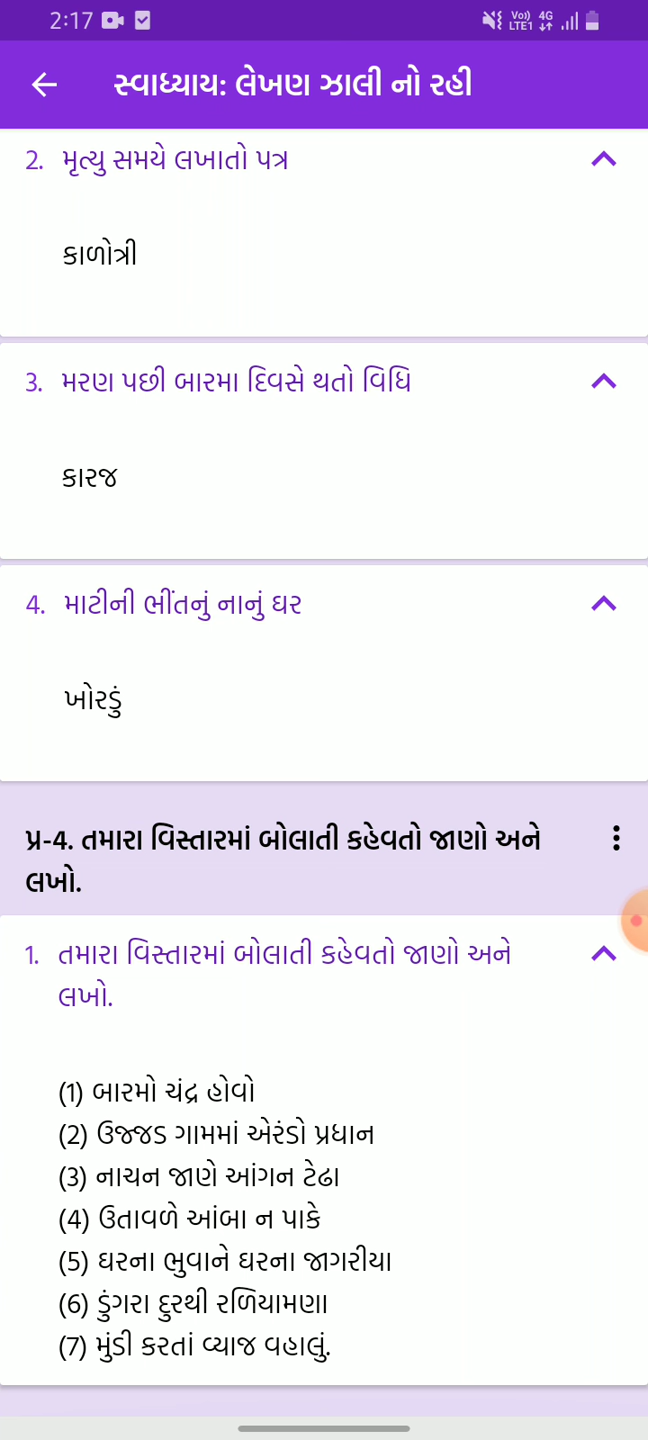 2:17
Vo)) 4G
LTE1
સ્વાધ્યાય: લેખણ ઝાલી નો રહી
2. મૃત્યુ સમયે લખાતો પત્ર
કાળોત્રી
3. મરણ પછી બારમા દિવસે થતો વિધિ
કારજ
4. માટીની ભીંતનું નાનું ઘર
ખોરડું
પ્ર-4. તમારા વિસ્તારમાં બોલાતી કહેવતો જાણો અને
લખો.
1. તમારા વિસ્તારમાં બોલાતી કહેવતો જાણો અને
લખો.
(1) બારમો ચંદ્ર હોવો
(2) ઉજ્જડ ગામમાં એરંડો પ્રધાન
(3) નાચન જાણે આંગન ટેઢા
(4) ઉતાવળે આંબા ન પાકે
(5) ઘરના ભુવાને ઘરના જાગરીયા
(6) ડુંગરા દુરથી રળિયામણા
(7) મુંડી કરતાં વ્યાજ વહાલું.